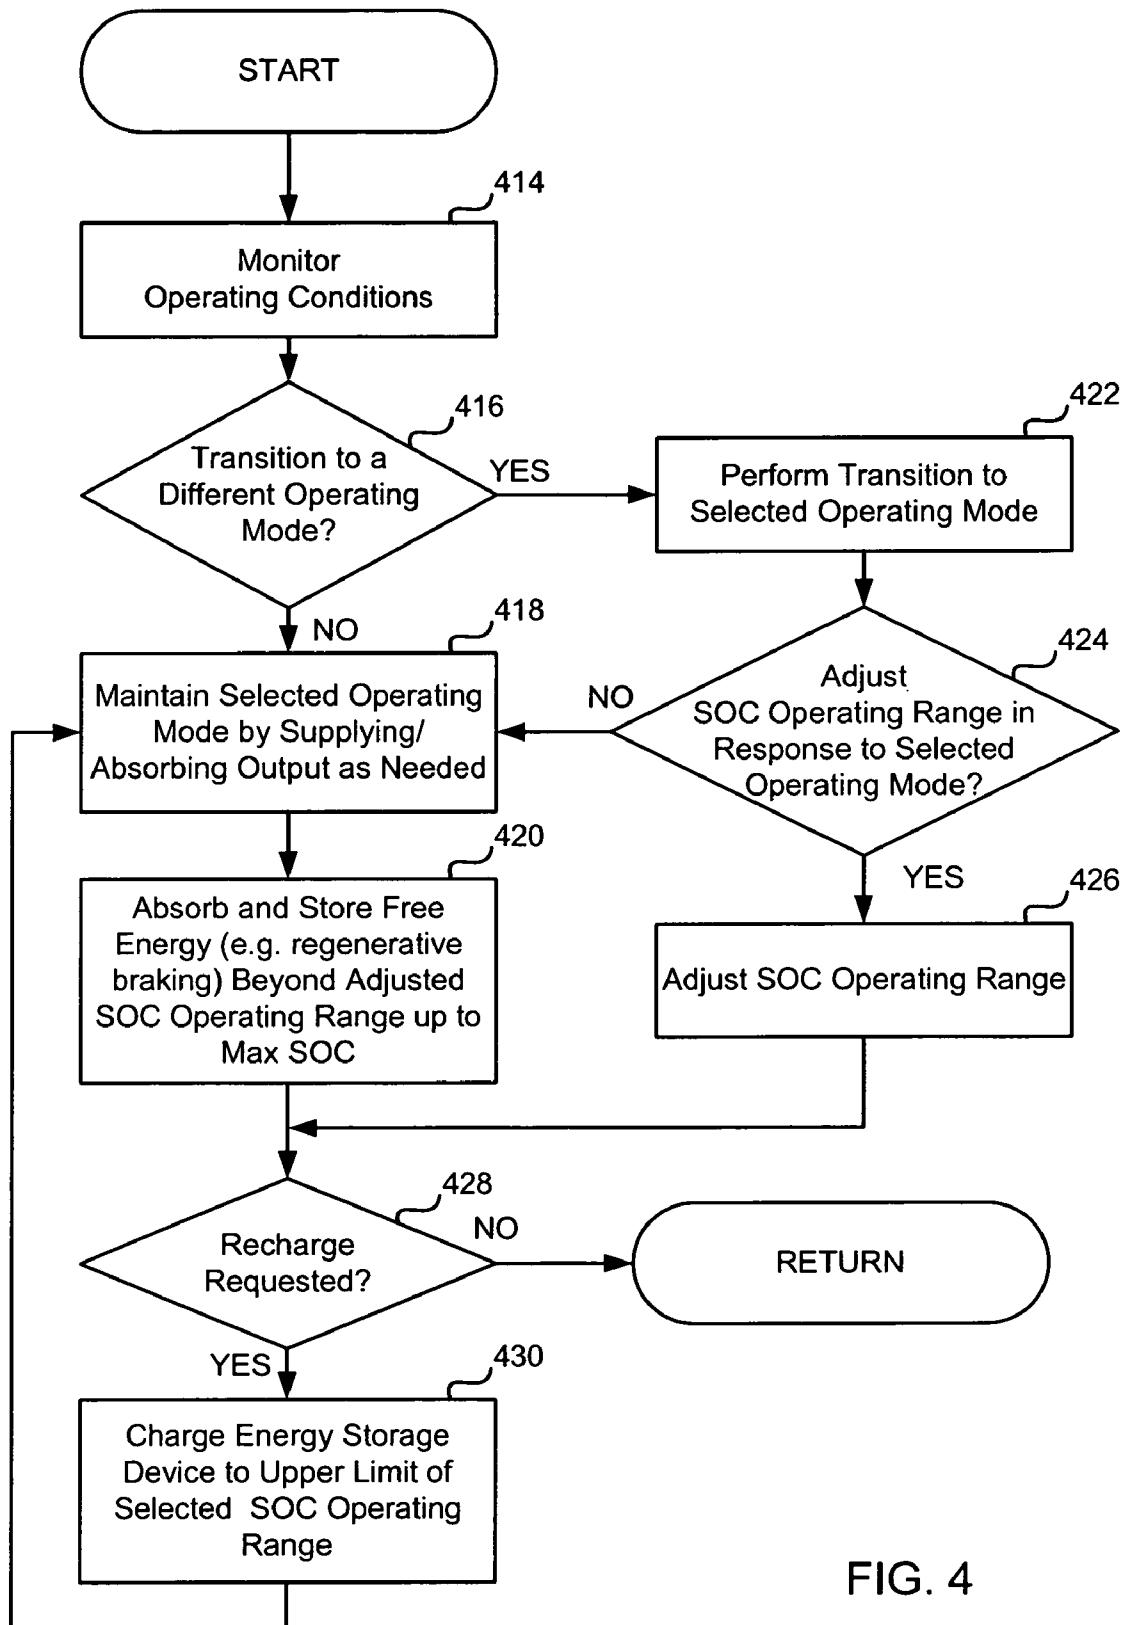 START
414
Monitor
Operating Conditions
416
Transition to a
Different Operating
Mode?
YES
422
Perform Transition to
Selected Operating Mode
NO
418
Maintain Selected Operating
Mode by Supplying/
Absorbing Output as Needed
424
Adjust
SOC Operating Range in
Response to Selected
Operating Mode?
NO
YES
420
Absorb and Store Free
Energy (e.g. regenerative
braking) Beyond Adjusted
SOC Operating Range up to
Max SOC
426
Adjust SOC Operating Range
428
Recharge
Requested?
NO
RETURN
YES
430
Charge Energy Storage
Device to Upper Limit of
Selected SOC Operating
Range
FIG. 4